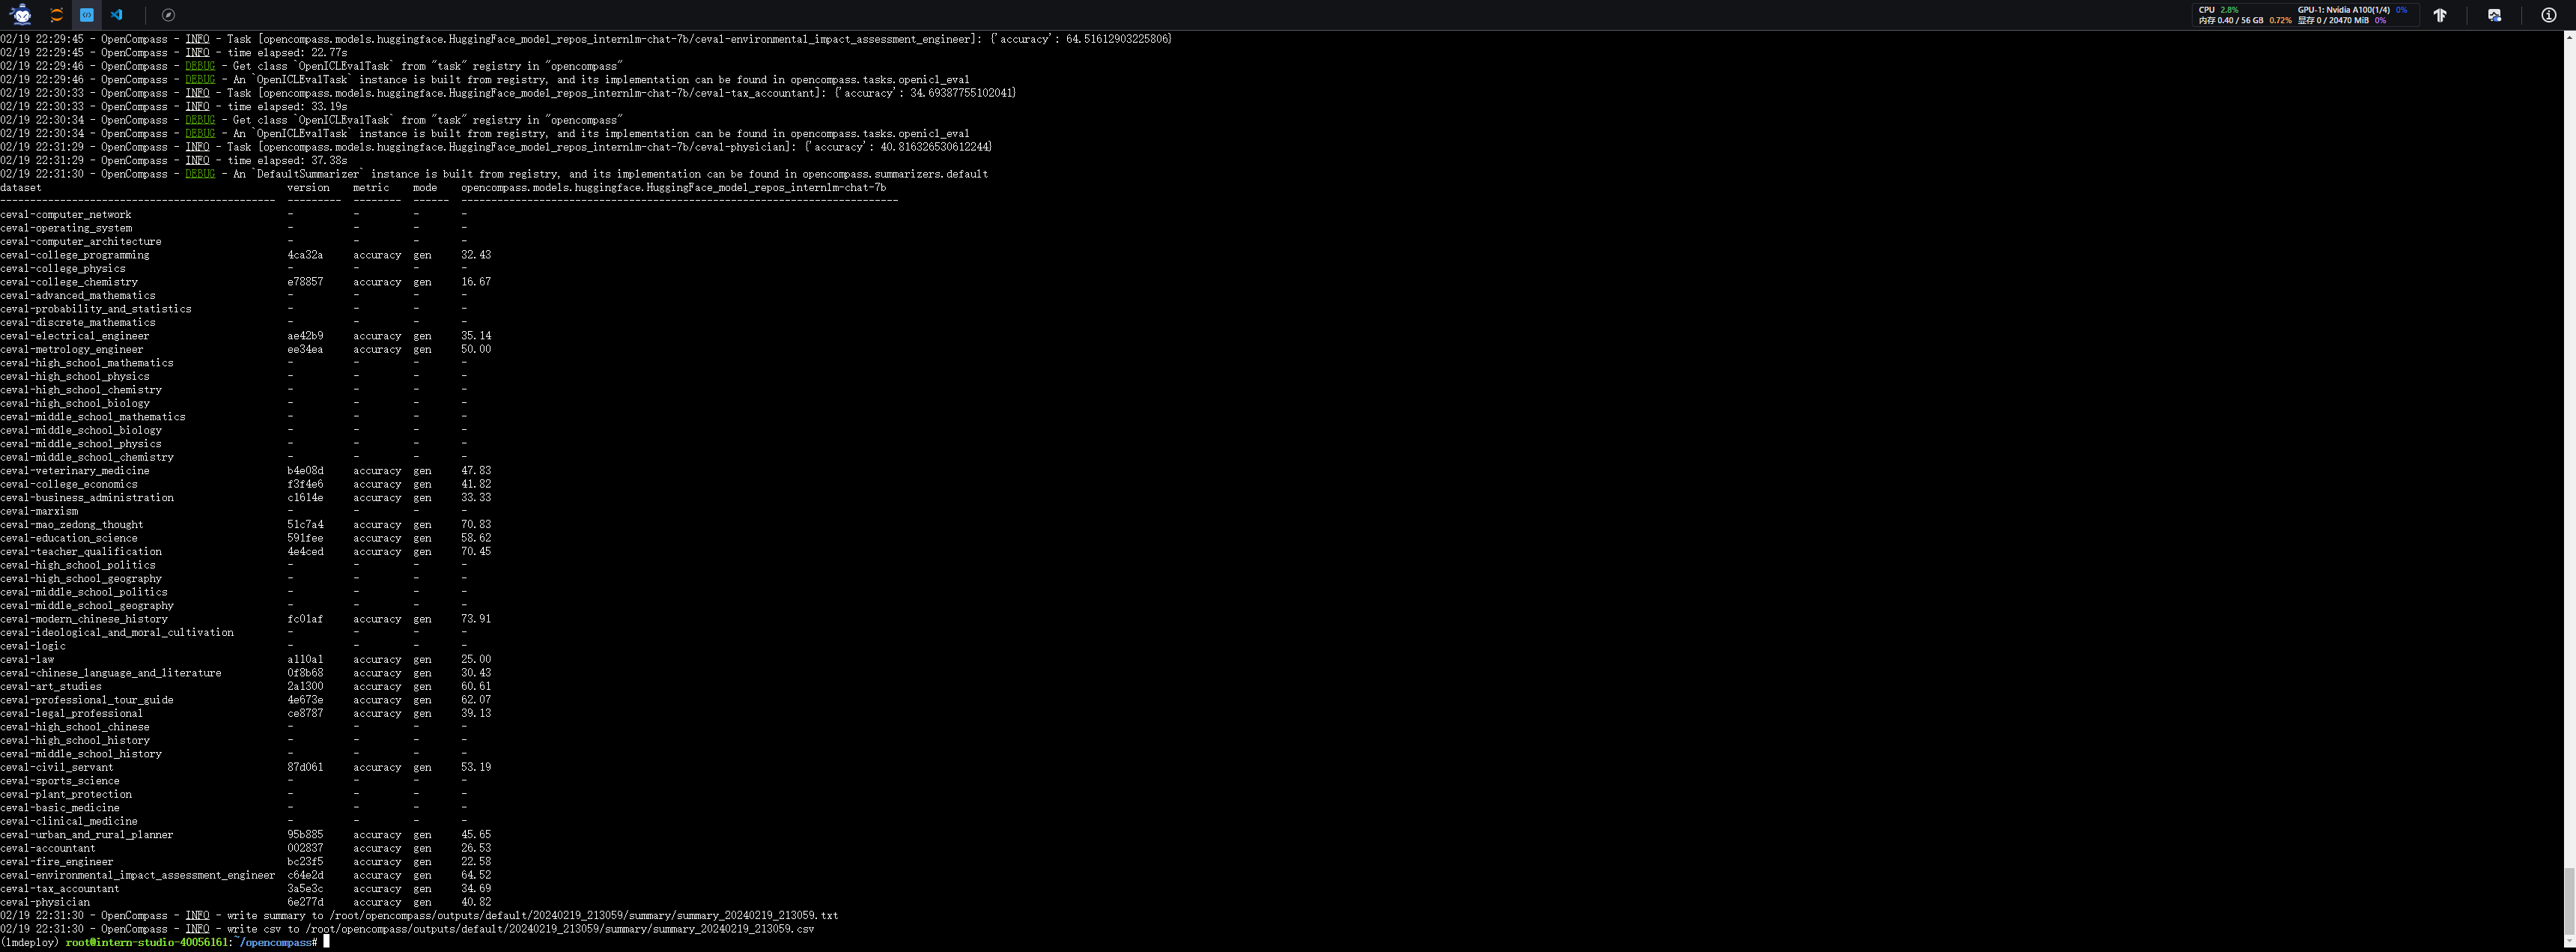 CPU 2.8% GPU-1: Nvidia A100(1/4) 0%
内存 0.40 / 56 GB 0.72% 显存 0 / 20470 MiB 0%
02/19 22:29:45 - OpenCompass - INFO - Task [opencompass.models.huggingface.HuggingFace_model_repos_internlm-chat-7b/ceval-environmental_impact_assessment_engineer]: {'accuracy': 64.51612903225806}
02/19 22:29:45 - OpenCompass - INFO - time elapsed: 22.77s
02/19 22:29:46 - OpenCompass - DEBUG - Get class `OpenICLEvalTask` from "task" registry in "opencompass"
02/19 22:29:46 - OpenCompass - DEBUG - An `OpenICLEvalTask` instance is built from registry, and its implementation can be found in opencompass.tasks.openicl_eval
02/19 22:30:33 - OpenCompass - INFO - Task [opencompass.models.huggingface.HuggingFace_model_repos_internlm-chat-7b/ceval-tax_accountant]: {'accuracy': 34.69387755102041}
02/19 22:30:33 - OpenCompass - INFO - time elapsed: 33.19s
02/19 22:30:34 - OpenCompass - DEBUG - Get class `OpenICLEvalTask` from "task" registry in "opencompass"
02/19 22:30:34 - OpenCompass - DEBUG - An `OpenICLEvalTask` instance is built from registry, and its implementation can be found in opencompass.tasks.openicl_eval
02/19 22:31:29 - OpenCompass - INFO - Task [opencompass.models.huggingface.HuggingFace_model_repos_internlm-chat-7b/ceval-physician]: {'accuracy': 40.816326530612244}
02/19 22:31:29 - OpenCompass - INFO - time elapsed: 37.38s
02/19 22:31:30 - OpenCompass - DEBUG - An `DefaultSummarizer` instance is built from registry, and its implementation can be found in opencompass.summarizers.default
dataset version metric mode opencompass.models.huggingface.HuggingFace_model_repos_internlm-chat-7b
---------------------------------------------- --------- -------- ------ -------------------------------------------------------------------------
ceval-computer_network - - - -
ceval-operating_system - - - -
ceval-computer_architecture - - - -
ceval-college_programming 4ca32a accuracy gen 32.43
ceval-college_physics - - - -
ceval-college_chemistry e78857 accuracy gen 16.67
ceval-advanced_mathematics - - - -
ceval-probability_and_statistics - - - -
ceval-discrete_mathematics - - - -
ceval-electrical_engineer ae42b9 accuracy gen 35.14
ceval-metrology_engineer ee34ea accuracy gen 50.00
ceval-high_school_mathematics - - - -
ceval-high_school_physics - - - -
ceval-high_school_chemistry - - - -
ceval-high_school_biology - - - -
ceval-middle_school_mathematics - - - -
ceval-middle_school_biology - - - -
ceval-middle_school_physics - - - -
ceval-middle_school_chemistry - - - -
ceval-veterinary_medicine b4e08d accuracy gen 47.83
ceval-college_economics f3f4e6 accuracy gen 41.82
ceval-business_administration c1614e accuracy gen 33.33
ceval-marxism - - - -
ceval-mao_zedong_thought 51c7a4 accuracy gen 70.83
ceval-education_science 591fee accuracy gen 58.62
ceval-teacher_qualification 4e4ced accuracy gen 70.45
ceval-high_school_politics - - - -
ceval-high_school_geography - - - -
ceval-middle_school_politics - - - -
ceval-middle_school_geography - - - -
ceval-modern_chinese_history fc01af accuracy gen 73.91
ceval-ideological_and_moral_cultivation - - - -
ceval-logic - - - -
ceval-law a110a1 accuracy gen 25.00
ceval-chinese_language_and_literature 0f8b68 accuracy gen 30.43
ceval-art_studies 2a1300 accuracy gen 60.61
ceval-professional_tour_guide 4e673e accuracy gen 62.07
ceval-legal_professional ce8787 accuracy gen 39.13
ceval-high_school_chinese - - - -
ceval-high_school_history - - - -
ceval-middle_school_history - - - -
ceval-civil_servant 87d061 accuracy gen 53.19
ceval-sports_science - - - -
ceval-plant_protection - - - -
ceval-basic_medicine - - - -
ceval-clinical_medicine - - - -
ceval-urban_and_rural_planner 95b885 accuracy gen 45.65
ceval-accountant 002837 accuracy gen 26.53
ceval-fire_engineer bc23f5 accuracy gen 22.58
ceval-environmental_impact_assessment_engineer c64e2d accuracy gen 64.52
ceval-tax_accountant 3a5e3c accuracy gen 34.69
ceval-physician 6e277d accuracy gen 40.82
02/19 22:31:30 - OpenCompass - INFO - write summary to /root/opencompass/outputs/default/20240219_213059/summary/summary_20240219_213059.txt
02/19 22:31:30 - OpenCompass - INFO - write csv to /root/opencompass/outputs/default/20240219_213059/summary/summary_20240219_213059.csv
(lmdeploy) root@intern-studio-40056161:~/opencompass#